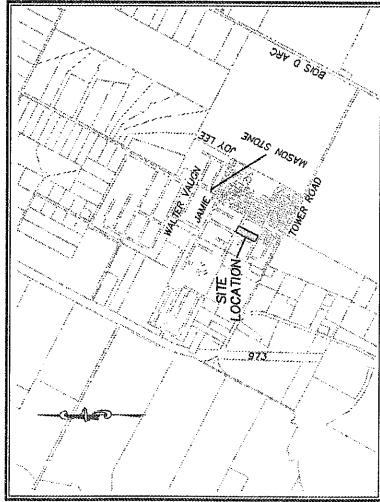 BOIS D ARC
MASON STONE
JOY LEE
WALTER VAUGN
JAMIE
TOWER ROAD
SITE
LOCATION
973